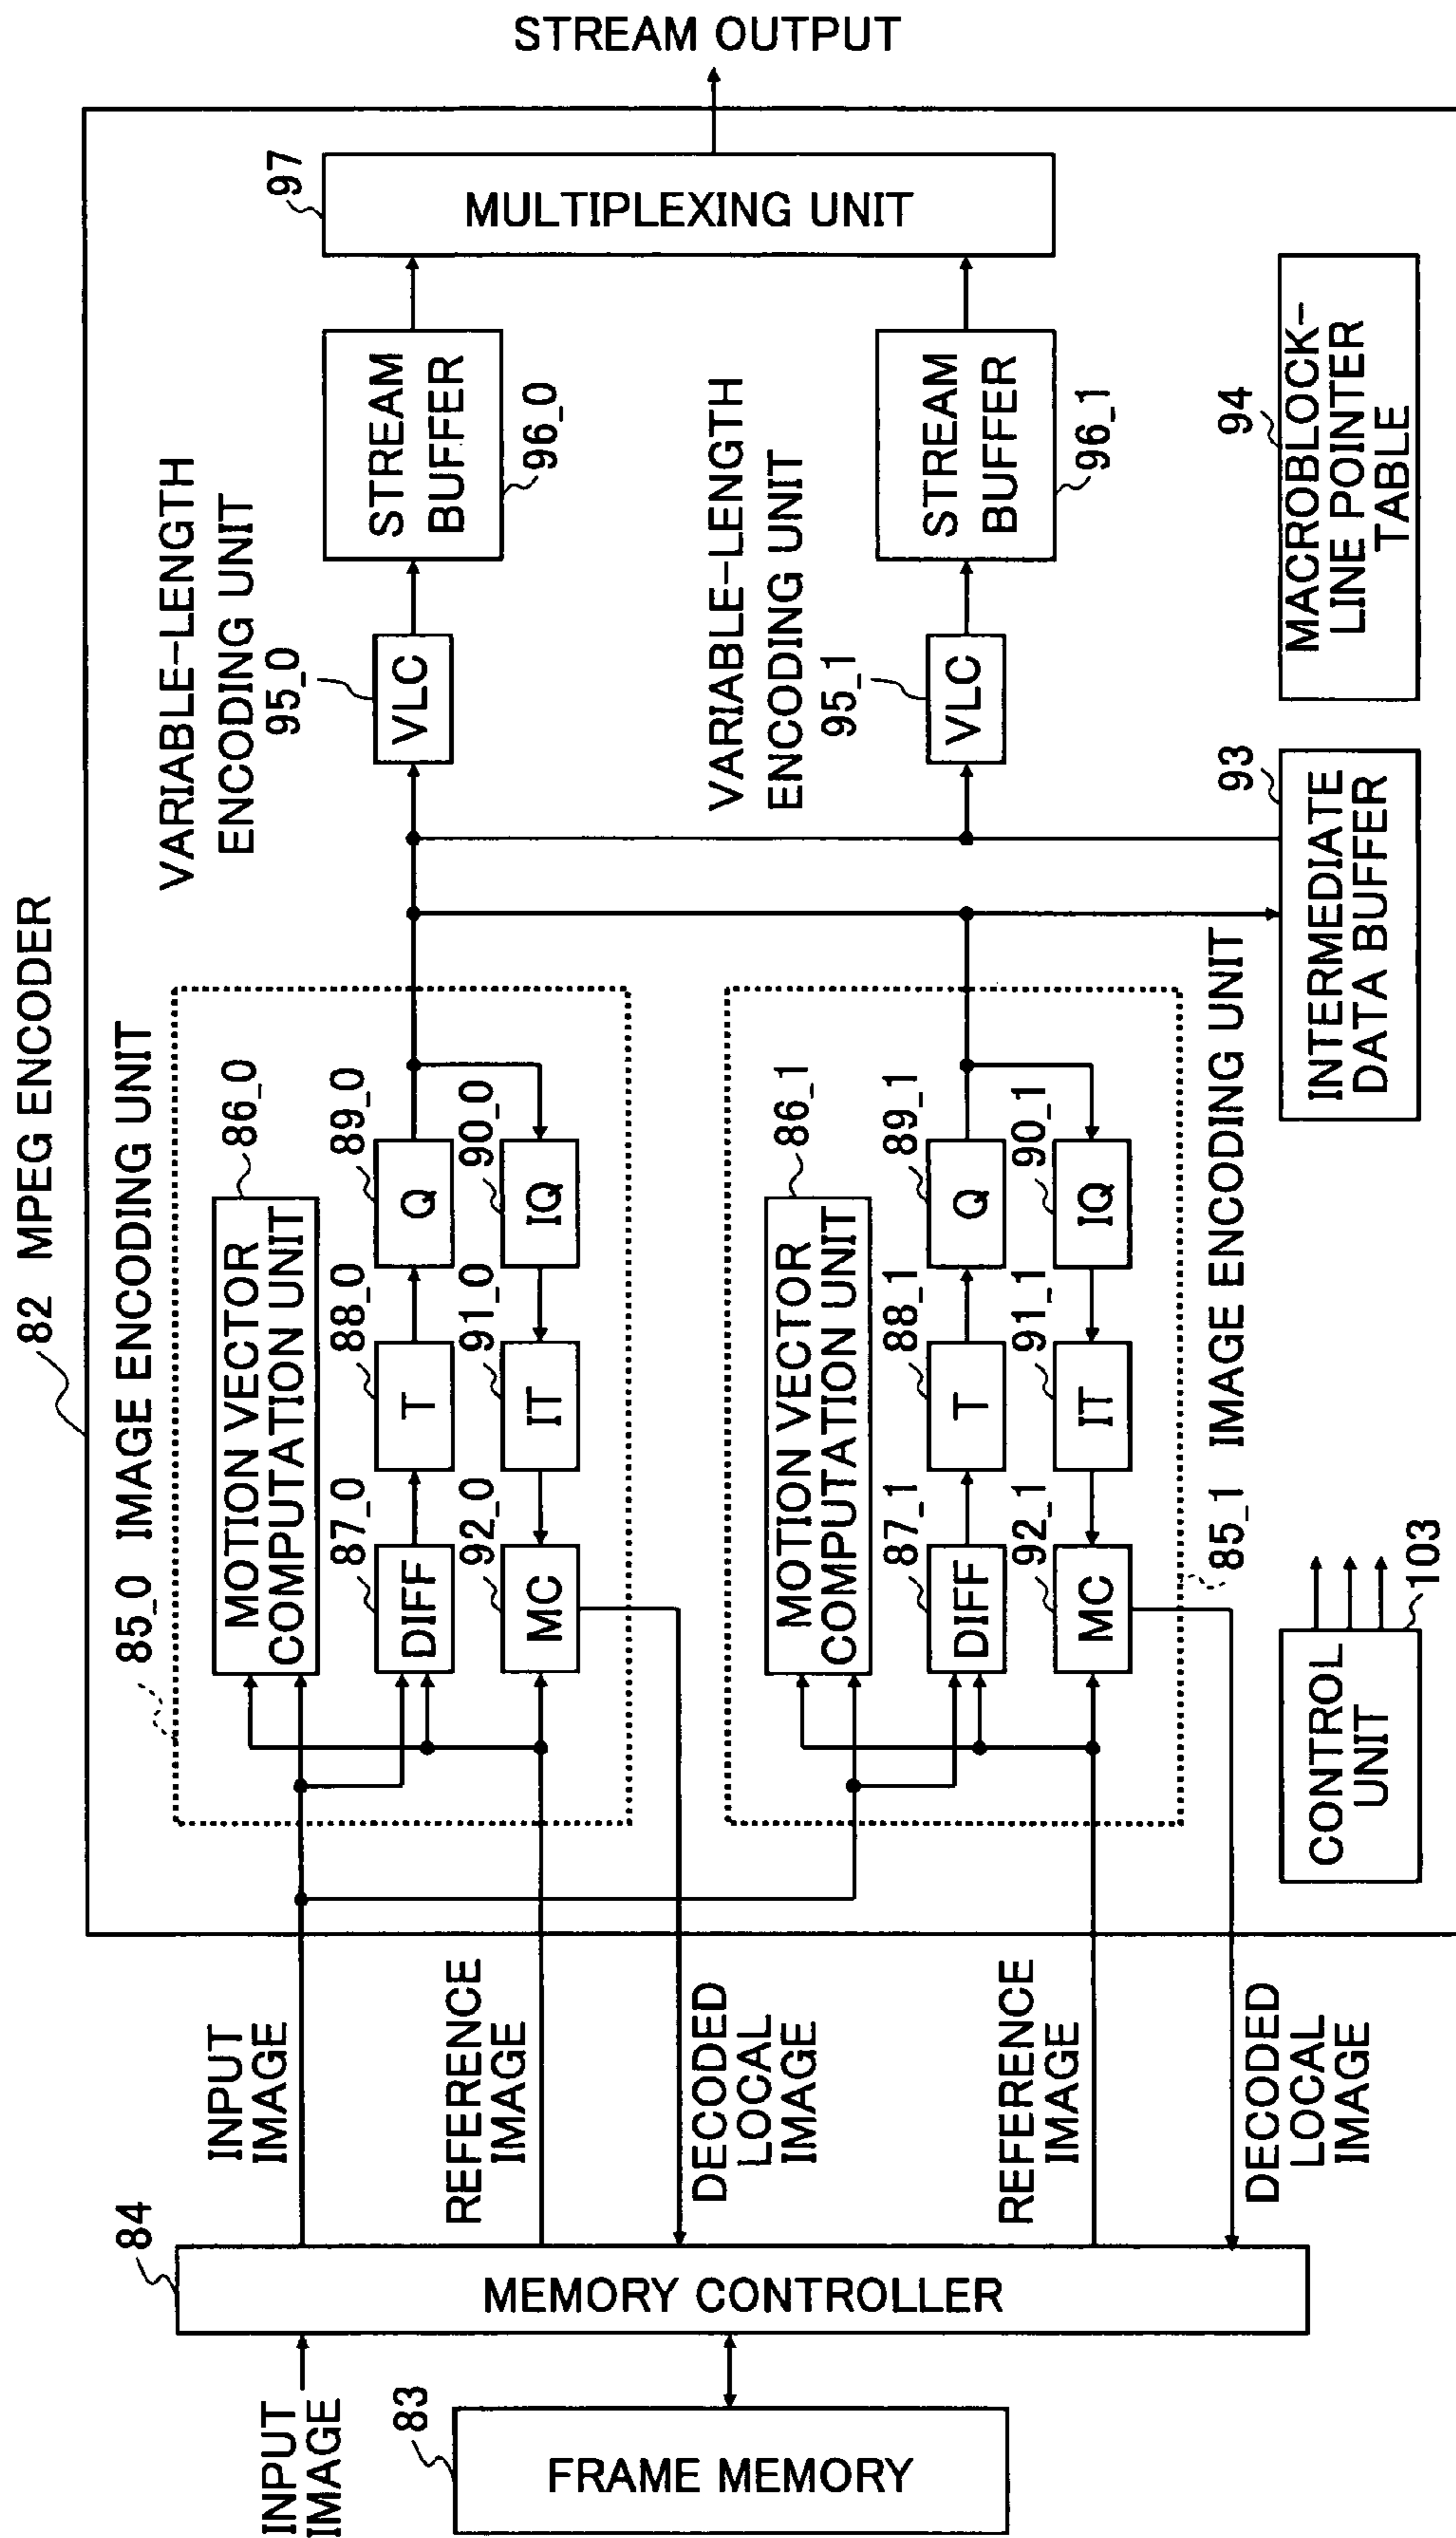 82 MPEG ENCODER
85_0 IMAGE ENCODING UNIT
86_0
MOTION VECTOR
COMPUTATION UNIT
87_0
DIFF
88_0
T
89_0
Q
90_0
IQ
91_0
IT
92_0
MC
86_1
MOTION VECTOR
COMPUTATION UNIT
87_1
DIFF
88_1
T
89_1
Q
90_1
IQ
91_1
IT
92_1
MC
85_1 IMAGE ENCODING UNIT
INPUT
IMAGE
83
FRAME MEMORY
84
MEMORY CONTROLLER
INPUT
IMAGE
REFERENCE
IMAGE
DECODED
LOCAL
IMAGE
REFERENCE
IMAGE
DECODED
LOCAL
IMAGE
CONTROL
UNIT
103
93
INTERMEDIATE
DATA BUFFER
94
MACROBLOCK-
LINE POINTER
TABLE
VARIABLE-LENGTH
ENCODING UNIT
95_0
VLC
STREAM
BUFFER
96_0
VARIABLE-LENGTH
ENCODING UNIT
95_1
VLC
STREAM
BUFFER
96_1
97
MULTIPLEXING UNIT
STREAM OUTPUT